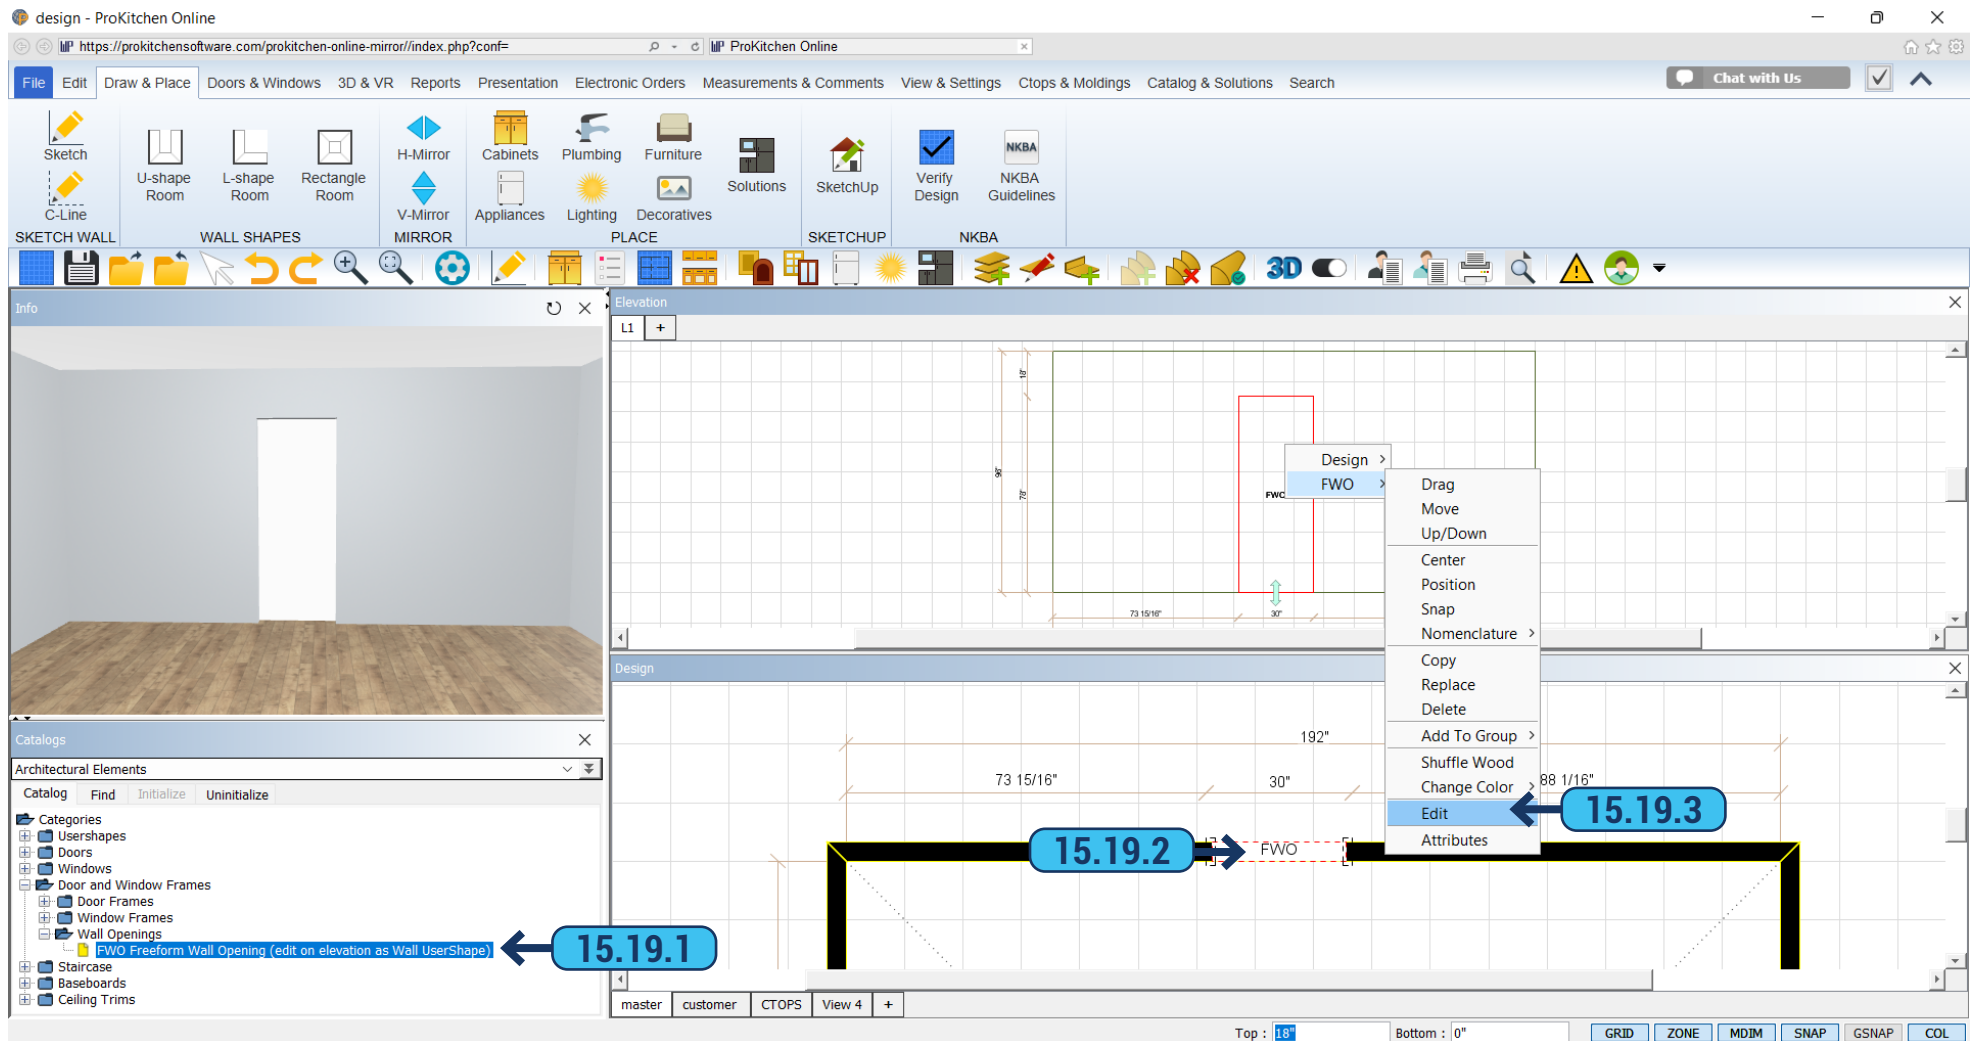 design - ProKitchen Online
https://prokitchensoftware.com/prokitchen-online-mirror//index.php?conf=
ProKitchen Online
File Edit Draw & Place Doors & Windows 3D & VR Reports Presentation Electronic Orders Measurements & Comments View & Settings Ctops & Moldings Catalog & Solutions Search
Chat with Us
Sketch
C-Line
SKETCH WALL
U-shape Room
L-shape Room
Rectangle Room
WALL SHAPES
H-Mirror
V-Mirror
MIRROR
Cabinets
Plumbing
Furniture
Appliances
Lighting
Decoratives
Solutions
PLACE
SketchUp
SKETCHUP
Verify Design
NKBA
NKBA Guidelines
NKBA
3D
Info
Elevation
L1 +
18"
96"
78"
FWO
73 15/16"
30"
Design
FWO
Drag
Move
Up/Down
Center
Position
Snap
Nomenclature
Copy
Replace
Delete
Add To Group
Shuffle Wood
Change Color
Edit
Attributes
15.19.3
Design
192"
73 15/16"
30"
88 1/16"
15.19.2
FWO
Catalogs
Architectural Elements
Catalog Find Initialize Uninitialize
Categories
Usershapes
Doors
Windows
Door and Window Frames
Door Frames
Window Frames
Wall Openings
FWO Freeform Wall Opening (edit on elevation as Wall UserShape)
15.19.1
Staircase
Baseboards
Ceiling Trims
master customer CTOPS View 4 +
Top : 18" Bottom : 0" GRID ZONE MDIM SNAP GSNAP COL